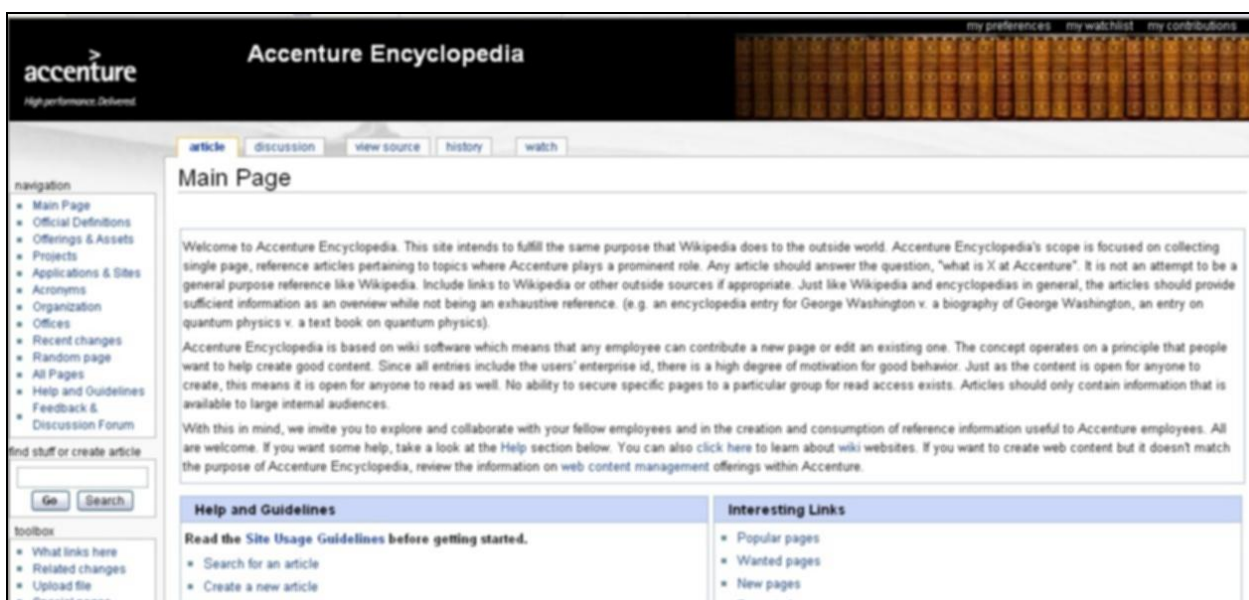 my preferences my watchlist my contributions
>
accenture
High performance. Delivered.
Accenture Encyclopedia
article discussion view source history watch
Main Page
navigation
Main Page
Official Definitions
Offerings & Assets
Projects
Applications & Sites
Acronyms
Organization
Offices
Recent changes
Random page
All Pages
Help and Guidelines
Feedback &
Discussion Forum
find stuff or create article
Go Search
toolbox
What links here
Related changes
Upload file
Special pages
Welcome to Accenture Encyclopedia. This site intends to fulfill the same purpose that Wikipedia does to the outside world. Accenture Encyclopedia's scope is focused on collecting
single page, reference articles pertaining to topics where Accenture plays a prominent role. Any article should answer the question, "what is X at Accenture". It is not an attempt to be a
general purpose reference like Wikipedia. Include links to Wikipedia or other outside sources if appropriate. Just like Wikipedia and encyclopedias in general, the articles should provide
sufficient information as an overview while not being an exhaustive reference. (e.g. an encyclopedia entry for George Washington v. a biography of George Washington, an entry on
quantum physics v. a text book on quantum physics).
Accenture Encyclopedia is based on wiki software which means that any employee can contribute a new page or edit an existing one. The concept operates on a principle that people
want to help create good content. Since all entries include the users' enterprise id, there is a high degree of motivation for good behavior. Just as the content is open for anyone to
create, this means it is open for anyone to read as well. No ability to secure specific pages to a particular group for read access exists. Articles should only contain information that is
available to large internal audiences.
With this in mind, we invite you to explore and collaborate with your fellow employees and in the creation and consumption of reference information useful to Accenture employees. All
are welcome. If you want some help, take a look at the Help section below. You can also click here to learn about wiki websites. If you want to create web content but it doesn't match
the purpose of Accenture Encyclopedia, review the information on web content management offerings within Accenture.
Help and Guidelines
Read the Site Usage Guidelines before getting started.
Search for an article
Create a new article
Interesting Links
Popular pages
Wanted pages
New pages